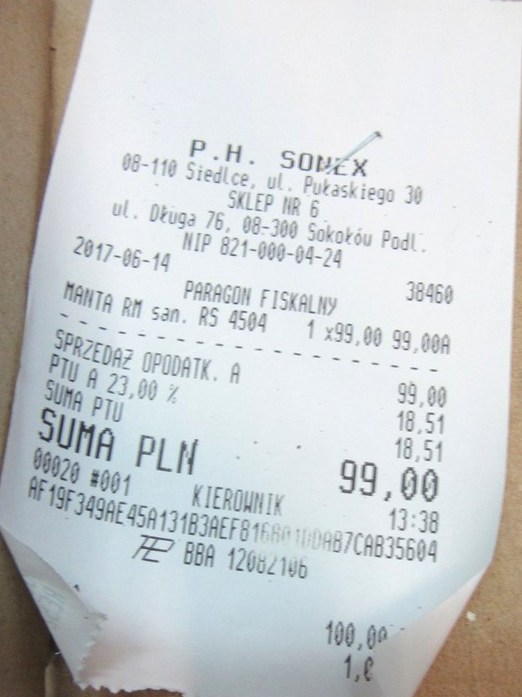 P.H. SONEX
08-110 Siedlce, ul. Pułaskiego 30
SKLEP NR 6
ul. Długa 76, 08-300 Sokołów Podl.
NIP 821-000-04-24
2017-06-14 38460
PARAGON FISKALNY
MANTA RM san. RS 4504 1 x99,00 99,00A
SPRZEDAŻ OPODATK. A 99,00
PTU A 23,00 % 18,51
SUMA PTU 18,51
SUMA PLN 99,00
00020 #001 KIEROWNIK 13:38
BBA 12082106